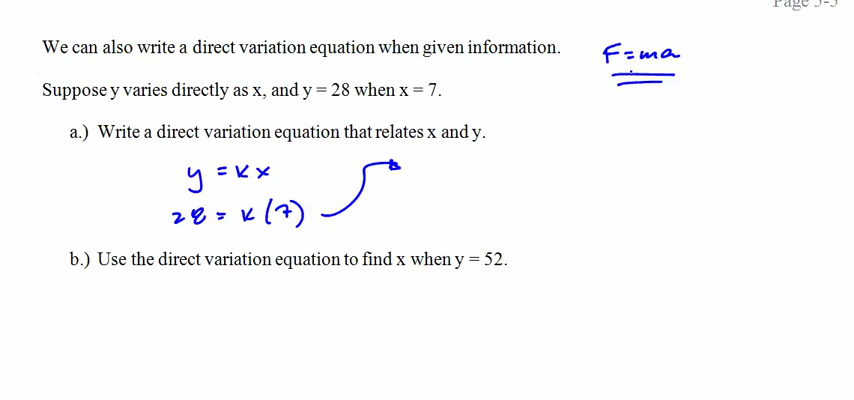 Page 5-5
We can also write a direct variation equation when given information.
F=ma
Suppose y varies directly as x, and y = 28 when x = 7.
a.) Write a direct variation equation that relates x and y.
y = kx
28 = k(7)
b.) Use the direct variation equation to find x when y = 52.